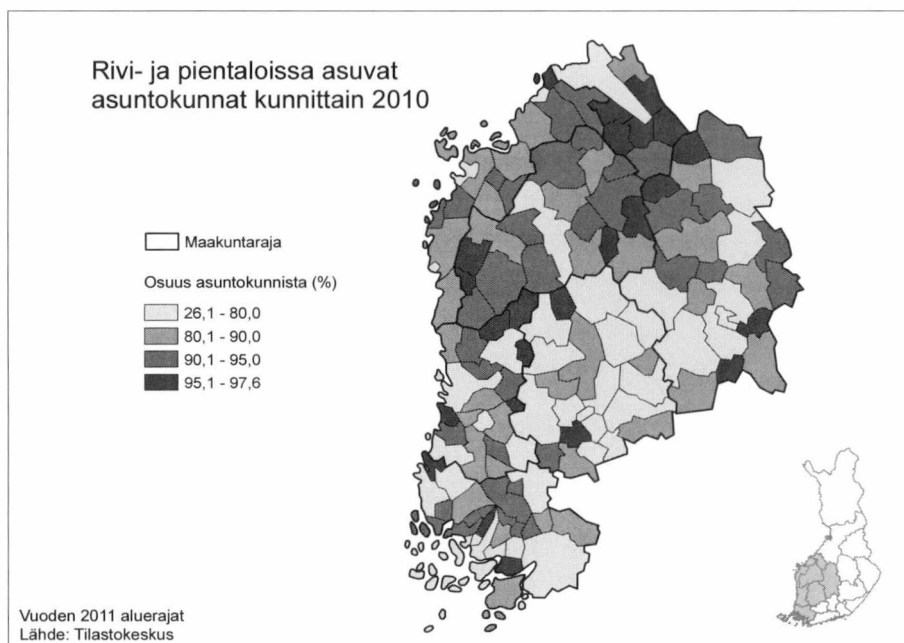 Rivi- ja pientaloissa asuvat
asuntokunnat kunnittain 2010
Maakuntaraja
Osuus asuntokunnista (%)
26,1 - 80,0
80,1 - 90,0
90,1 - 95,0
95,1 - 97,6
Vuoden 2011 aluerajat
Lähde: Tilastokeskus